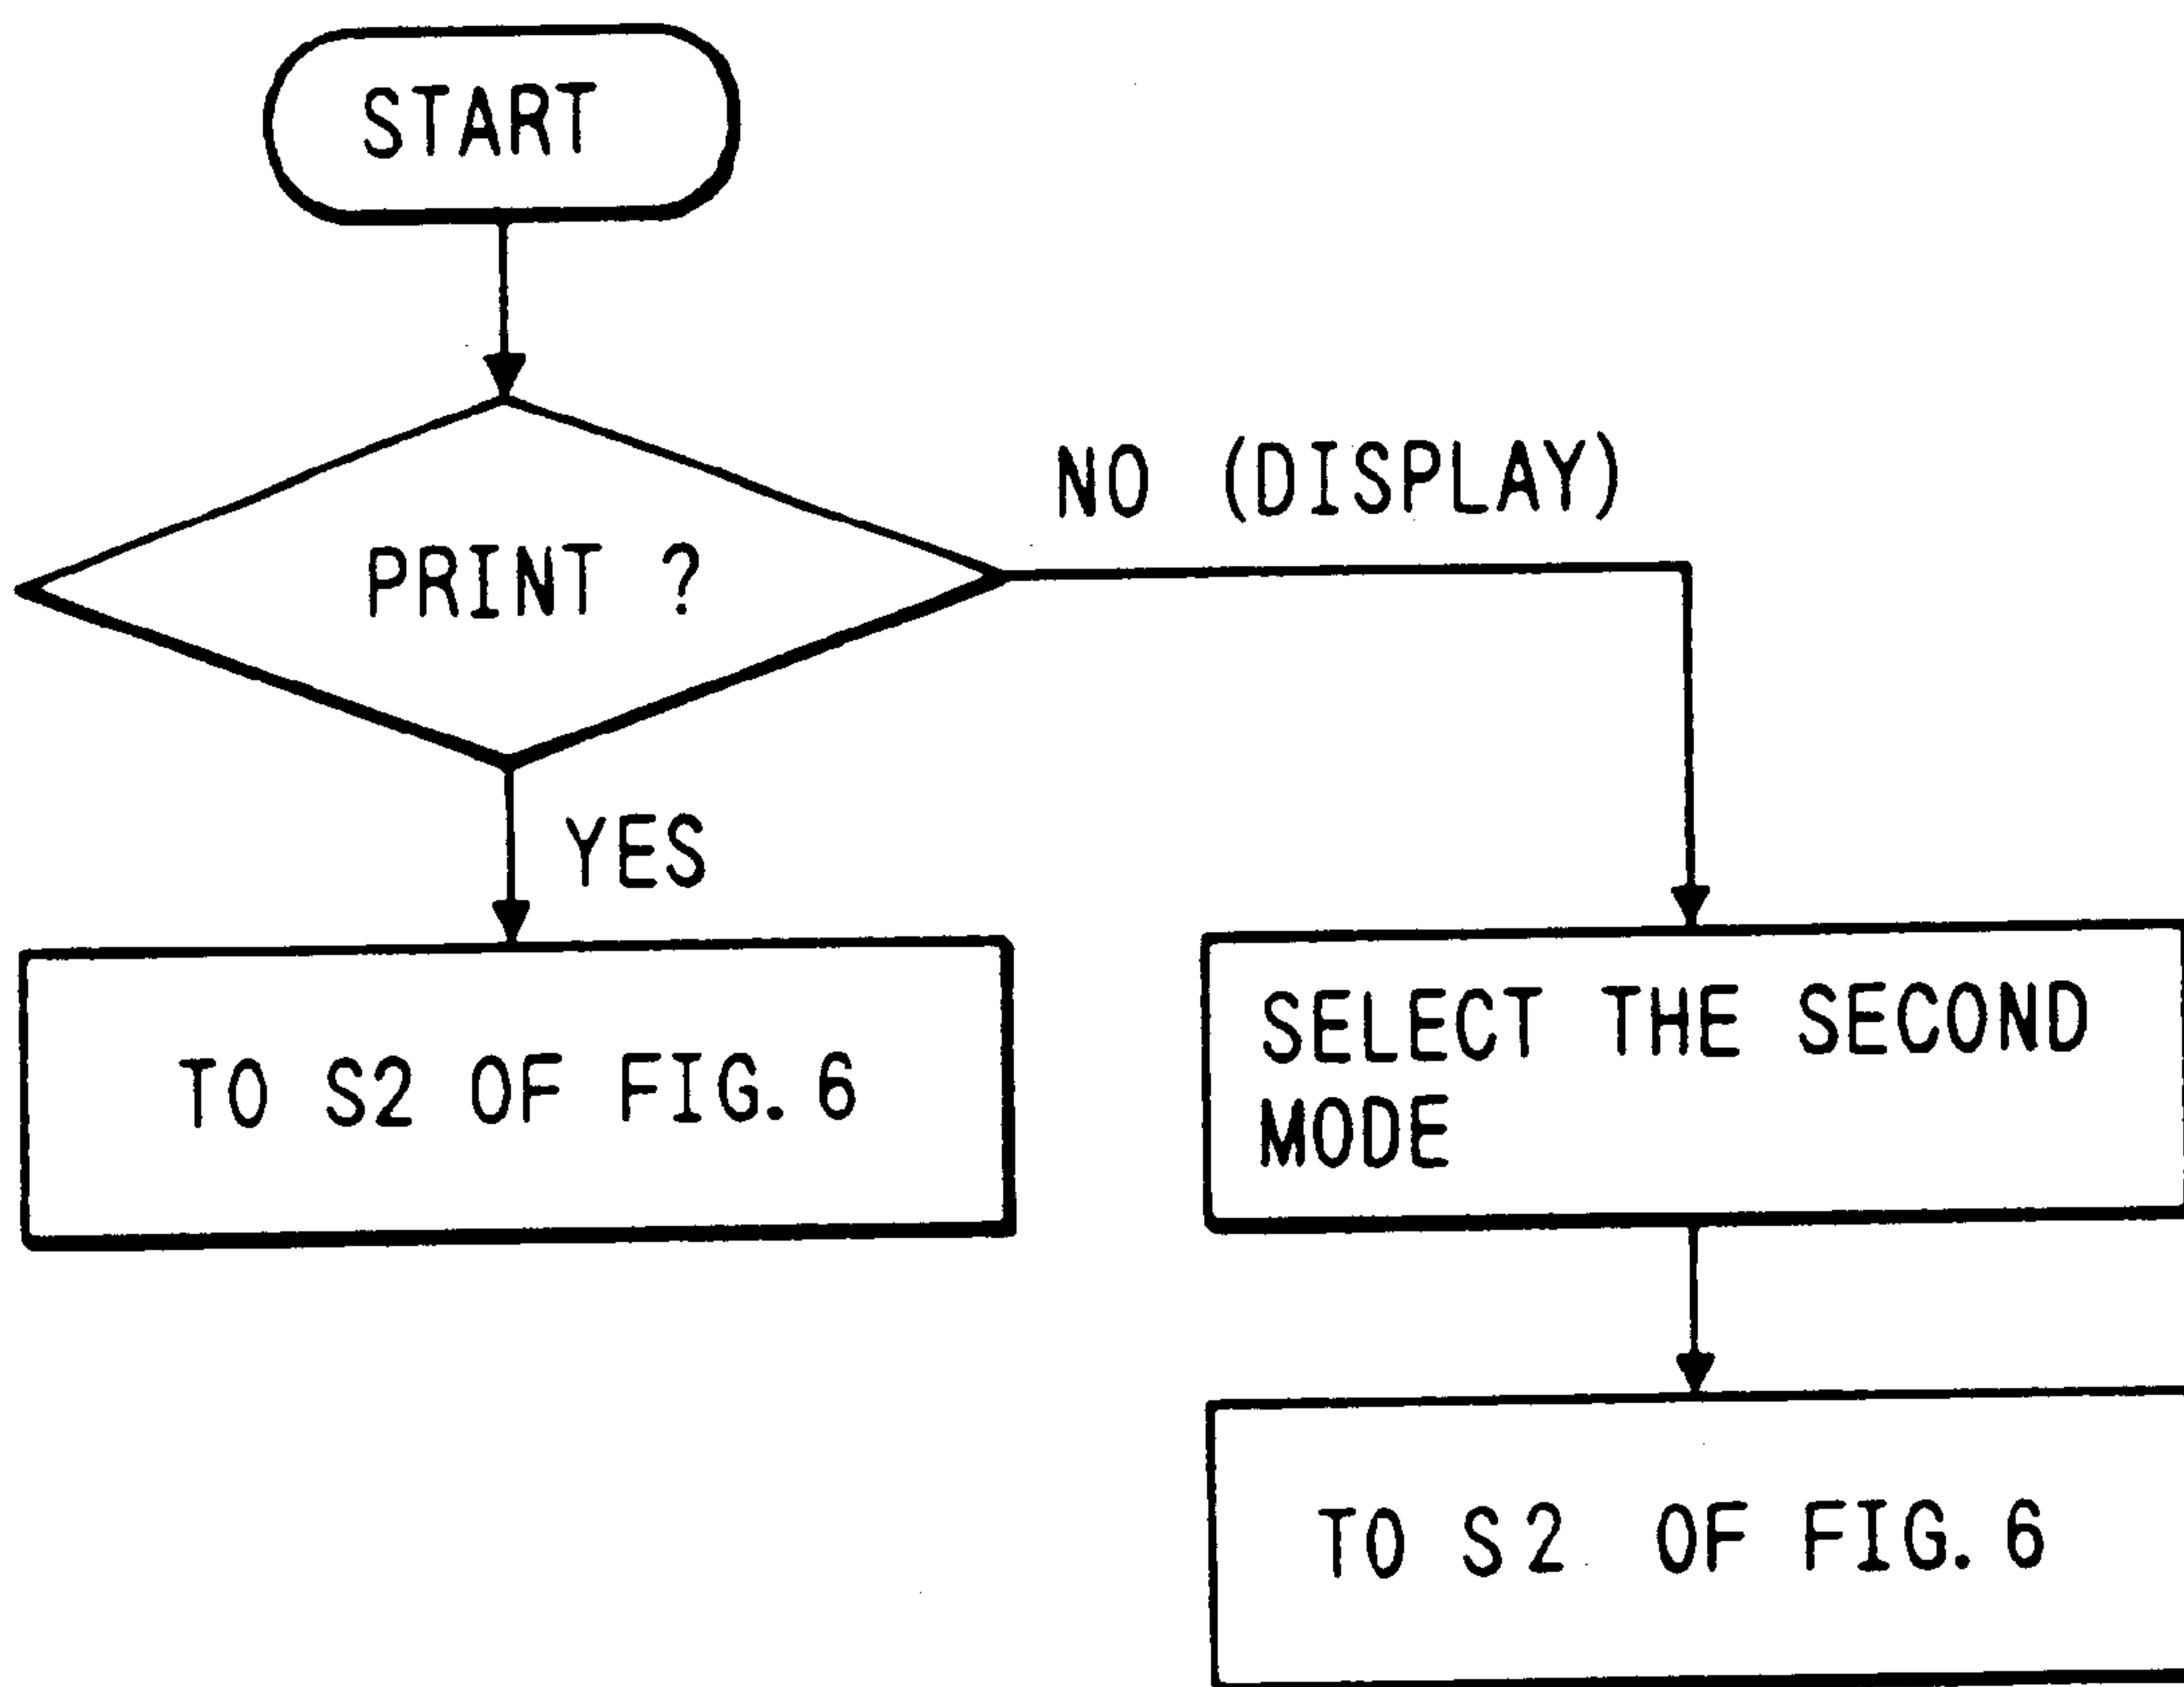 START
PRINT ?
NO (DISPLAY)
YES
TO S2 OF FIG. 6
SELECT THE SECOND
MODE
TO S2 OF FIG. 6